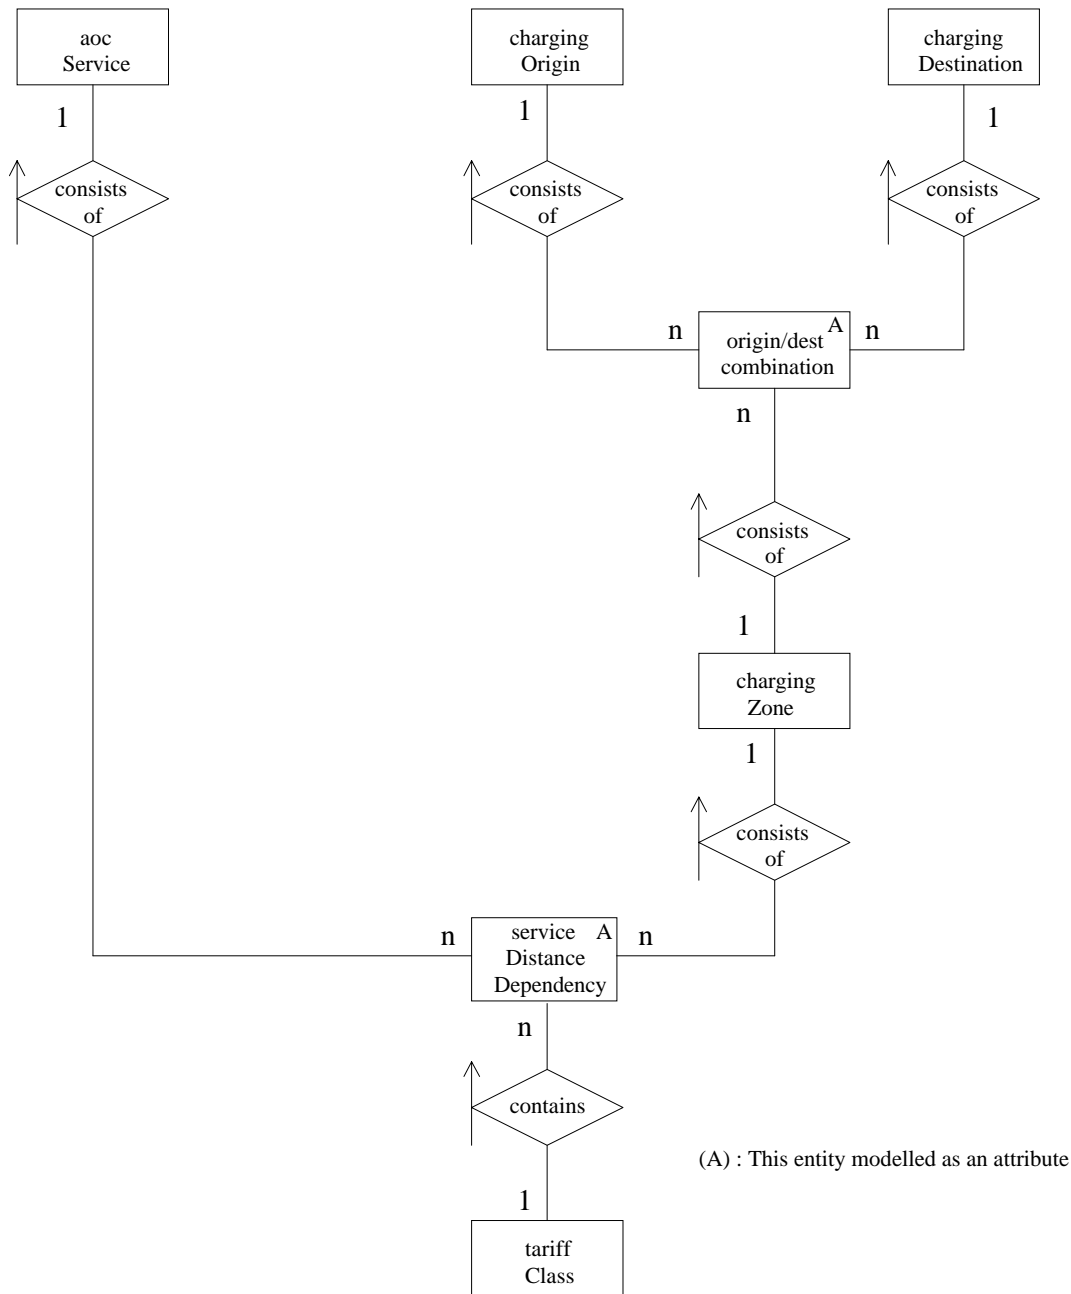 aoc
Service
charging
Origin
charging
Destination
1
1
1
consists
of
consists
of
consists
of
n
origin/dest
combination
A
n
n
consists
of
1
charging
Zone
1
consists
of
n
service
Distance
Dependency
A
n
n
contains
(A) : This entity modelled as an attribute
1
tariff
Class